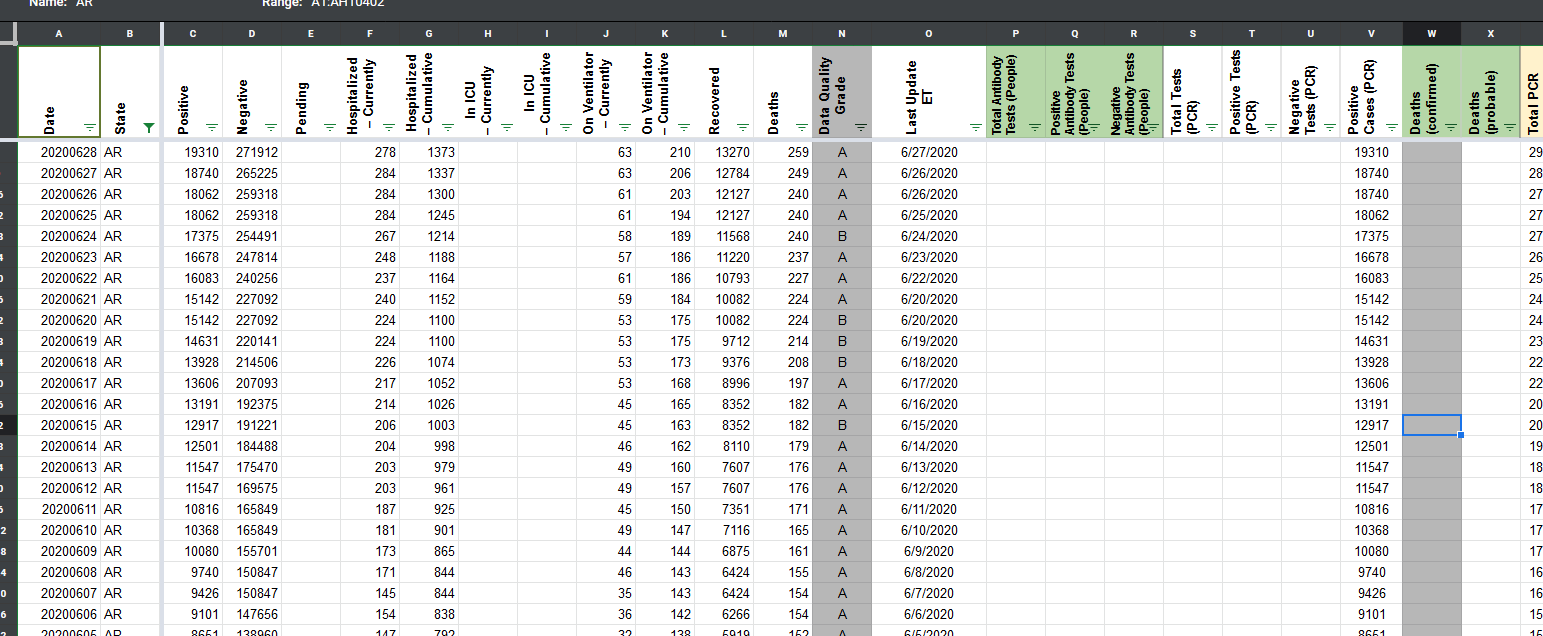 Name: AR Range: A1:AH10402
A B C D E F G H I J K L M N O P Q R S T U V W X
Date State Positive Negative Pending Hospitalized – Currently Hospitalized – Cumulative In ICU – Currently In ICU – Cumulative On Ventilator – Currently On Ventilator – Cumulative Recovered Deaths Data Quality Grade Last Update ET Total Antibody Tests (People) Positive Antibody Tests (People) Negative Antibody Tests (People) Total Tests (PCR) Positive Tests (PCR) Negative Tests (PCR) Positive Cases (PCR) Deaths (confirmed) Deaths (probable) Total PCR
20200628 AR 19310 271912 278 1373 63 210 13270 259 A 6/27/2020 19310 29
20200627 AR 18740 265225 284 1337 63 206 12784 249 A 6/26/2020 18740 28
20200626 AR 18062 259318 284 1300 61 203 12127 240 A 6/26/2020 18740 27
20200625 AR 18062 259318 284 1245 61 194 12127 240 A 6/25/2020 18062 27
20200624 AR 17375 254491 267 1214 58 189 11568 240 B 6/24/2020 17375 27
20200623 AR 16678 247814 248 1188 57 186 11220 237 A 6/23/2020 16678 26
20200622 AR 16083 240256 237 1164 61 186 10793 227 A 6/22/2020 16083 25
20200621 AR 15142 227092 240 1152 59 184 10082 224 A 6/20/2020 15142 24
20200620 AR 15142 227092 224 1100 53 175 10082 224 B 6/20/2020 15142 24
20200619 AR 14631 220141 224 1100 53 175 9712 214 B 6/19/2020 14631 23
20200618 AR 13928 214506 226 1074 53 173 9376 208 B 6/18/2020 13928 22
20200617 AR 13606 207093 217 1052 53 168 8996 197 A 6/17/2020 13606 22
20200616 AR 13191 192375 214 1026 45 165 8352 182 A 6/16/2020 13191 20
20200615 AR 12917 191221 206 1003 45 163 8352 182 B 6/15/2020 12917 20
20200614 AR 12501 184488 204 998 46 162 8110 179 A 6/14/2020 12501 19
20200613 AR 11547 175470 203 979 49 160 7607 176 A 6/13/2020 11547 18
20200612 AR 11547 169575 203 961 49 157 7607 176 A 6/12/2020 11547 18
20200611 AR 10816 165849 187 925 45 150 7351 171 A 6/11/2020 10816 17
20200610 AR 10368 165849 181 901 49 147 7116 165 A 6/10/2020 10368 17
20200609 AR 10080 155701 173 865 44 144 6875 161 A 6/9/2020 10080 17
20200608 AR 9740 150847 171 844 46 143 6424 155 A 6/8/2020 9740 16
20200607 AR 9426 150847 145 844 35 143 6424 154 A 6/7/2020 9426 16
20200606 AR 9101 147656 154 838 36 142 6266 154 A 6/6/2020 9101 15
20200605 AR 8651 138960 147 792 32 138 5919 152 A 6/5/2020 8651 14